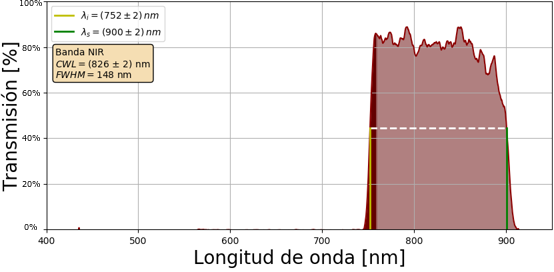 100%
80%
60%
40%
20%
0%
Transmisión [%]
λi = (752 ± 2) nm
λs = (900 ± 2) nm
Banda NIR
CWL = (826 ± 2) nm
FWHM = 148 nm
400
500
600
700
800
900
Longitud de onda [nm]